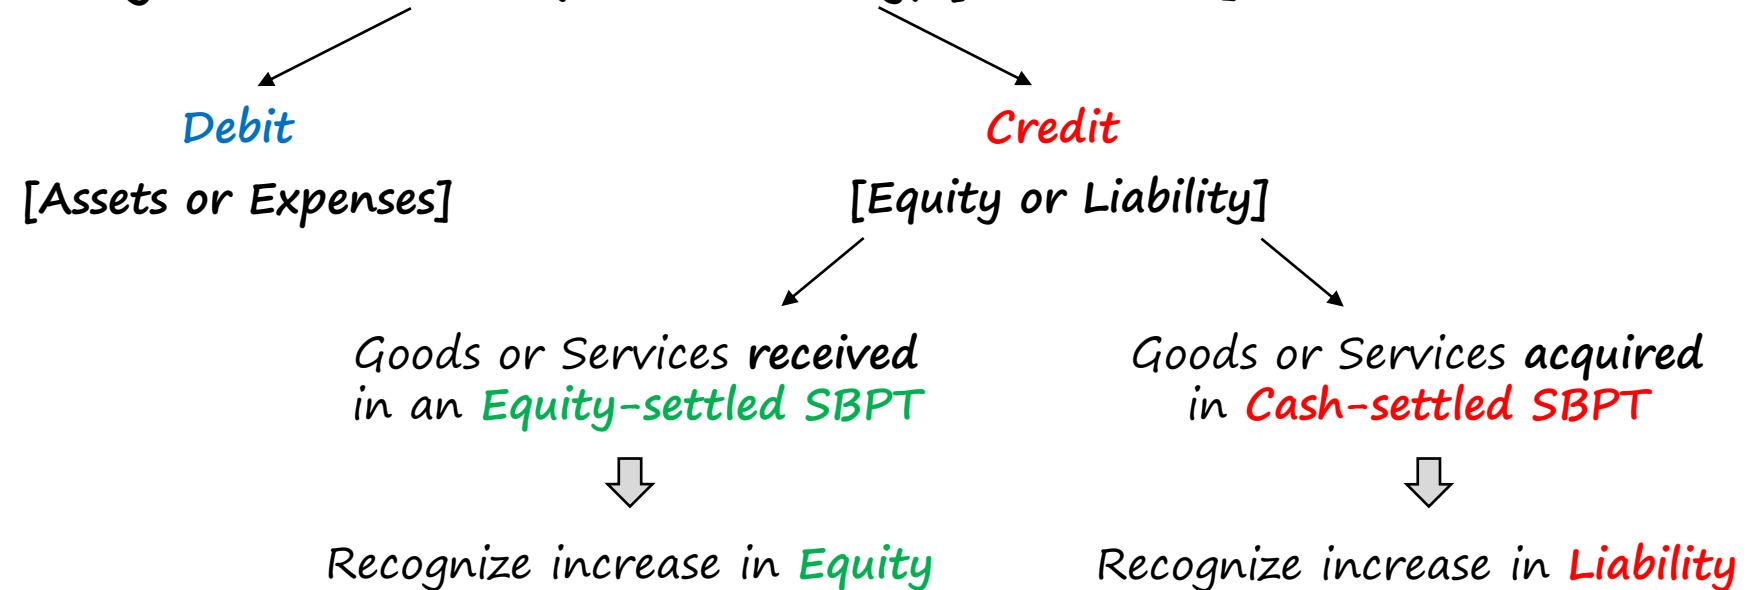 Debit
Credit
[Assets or Expenses]
[Equity or Liability]
Goods or Services received
in an Equity-settled SBPT
Goods or Services acquired
in Cash-settled SBPT
Recognize increase in Equity
Recognize increase in Liability